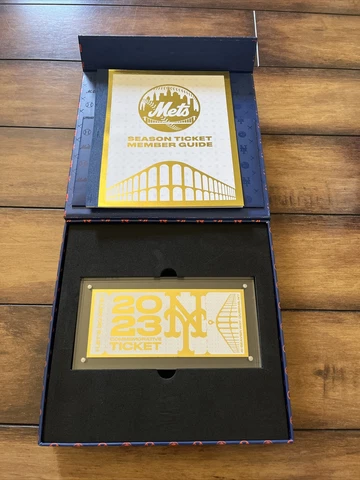 Mets
SEASON TICKET
MEMBER GUIDE
20
23
NY
TICKET